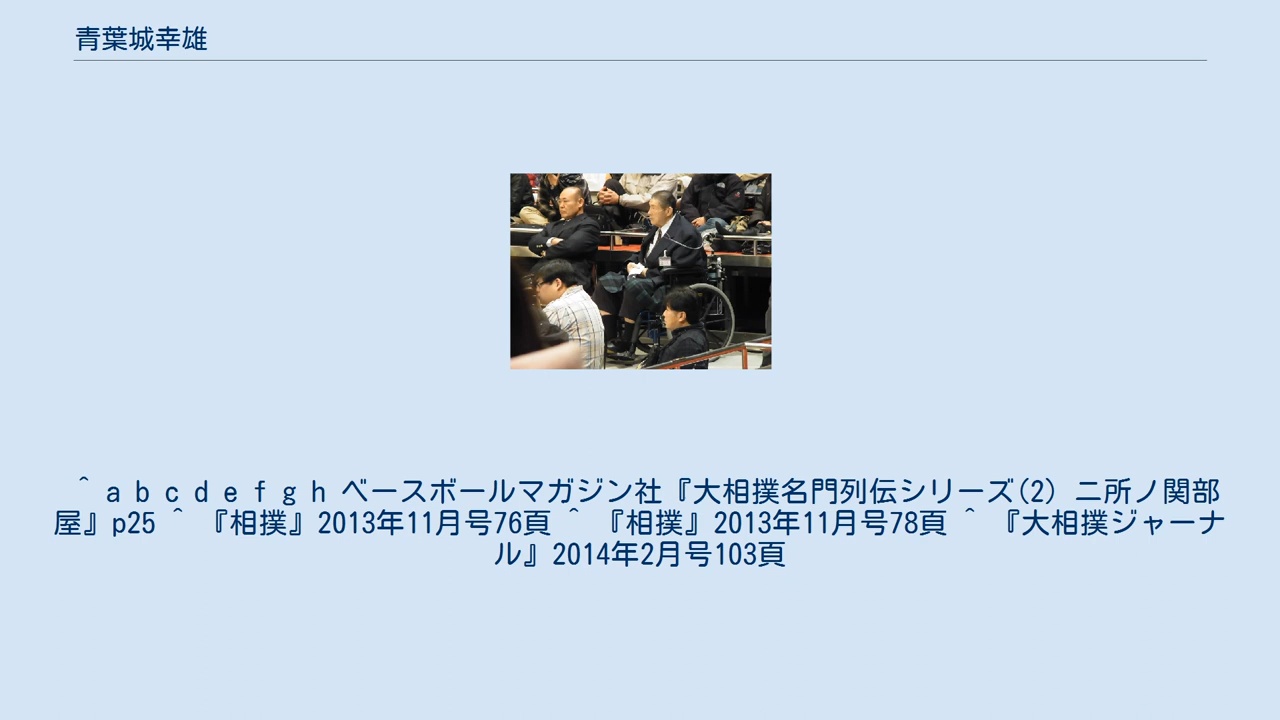 青葉城幸雄
^ a b c d e f g h ベースボールマガジン社『大相撲名門列伝シリーズ(2) 二所ノ関部
屋』p25 ^ 『相撲』2013年11月号76頁 ^ 『相撲』2013年11月号78頁 ^ 『大相撲ジャーナ
ル』2014年2月号103頁